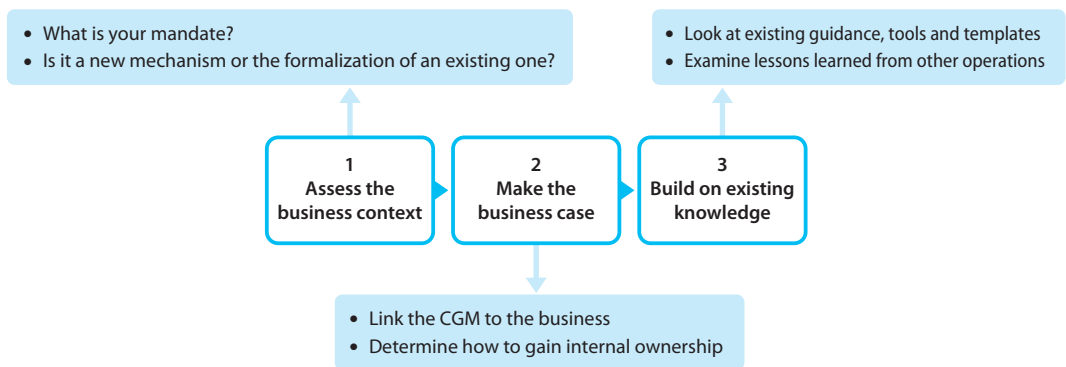 • What is your mandate?
• Is it a new mechanism or the formalization of an existing one?
• Look at existing guidance, tools and templates
• Examine lessons learned from other operations
1
Assess the
business context
2
Make the
business case
3
Build on existing
knowledge
• Link the CGM to the business
• Determine how to gain internal ownership